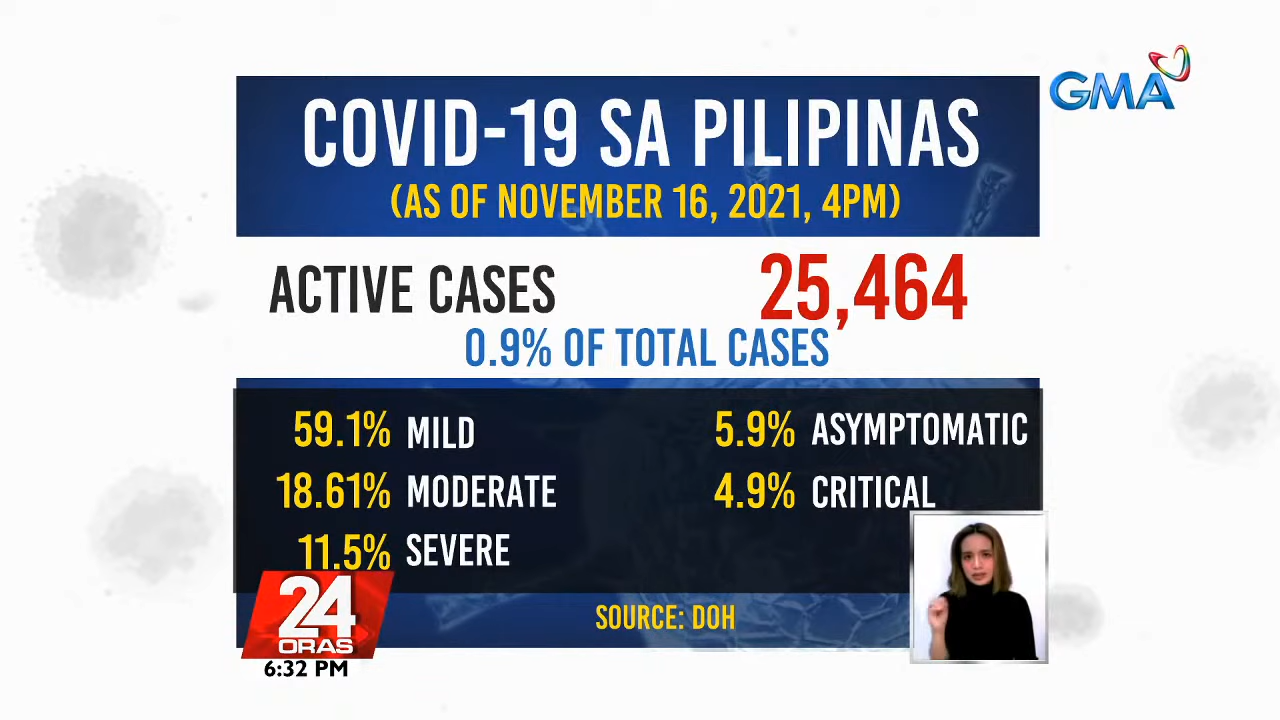 GMA
COVID-19 SA PILIPINAS
(AS OF NOVEMBER 16, 2021, 4PM)
ACTIVE CASES 25,464
0.9% OF TOTAL CASES
59.1% MILD
18.61% MODERATE
11.5% SEVERE
5.9% ASYMPTOMATIC
4.9% CRITICAL
SOURCE: DOH
24
ORAS
6:32 PM